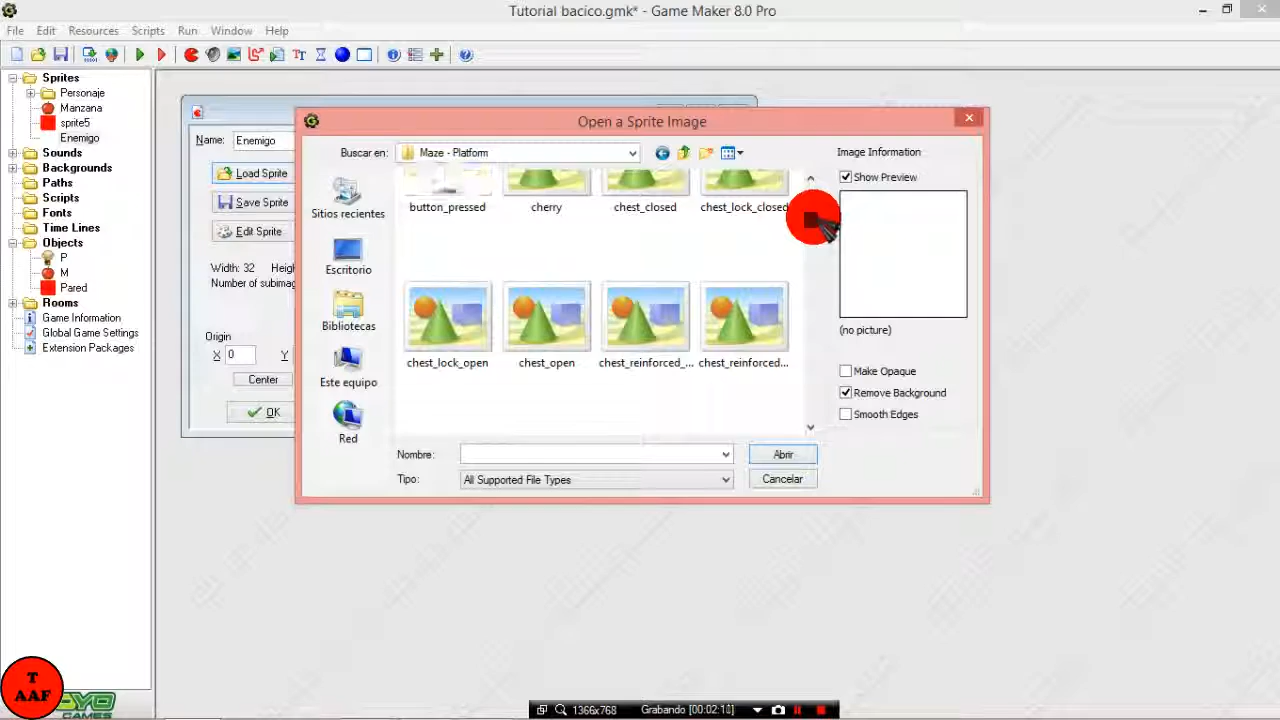 Tutorial bacico.gmk* - Game Maker 8.0 Pro
File Edit Resources Scripts Run Window Help
Sprites
Personaje
Manzana
sprite5
Enemigo
Sounds
Backgrounds
Paths
Scripts
Fonts
Time Lines
Objects
P
M
Pared
Rooms
Game Information
Global Game Settings
Extension Packages
Name: Enemigo
Load Sprite
Save Sprite
Edit Sprite
Width: 32
Number of subimag
Origin
X 0 Y
Center
OK
Open a Sprite Image
Buscar en: Maze - Platform
Sitios recientes
Escritorio
Bibliotecas
Este equipo
Red
button_pressed cherry chest_closed chest_lock_closed
chest_lock_open chest_open chest_reinforced_... chest_reinforced...
Nombre: Abrir
Tipo: All Supported File Types Cancelar
Image Information
Show Preview
(no picture)
Make Opaque
Remove Background
Smooth Edges
T
AAF
GAMES
1366x768 Grabando